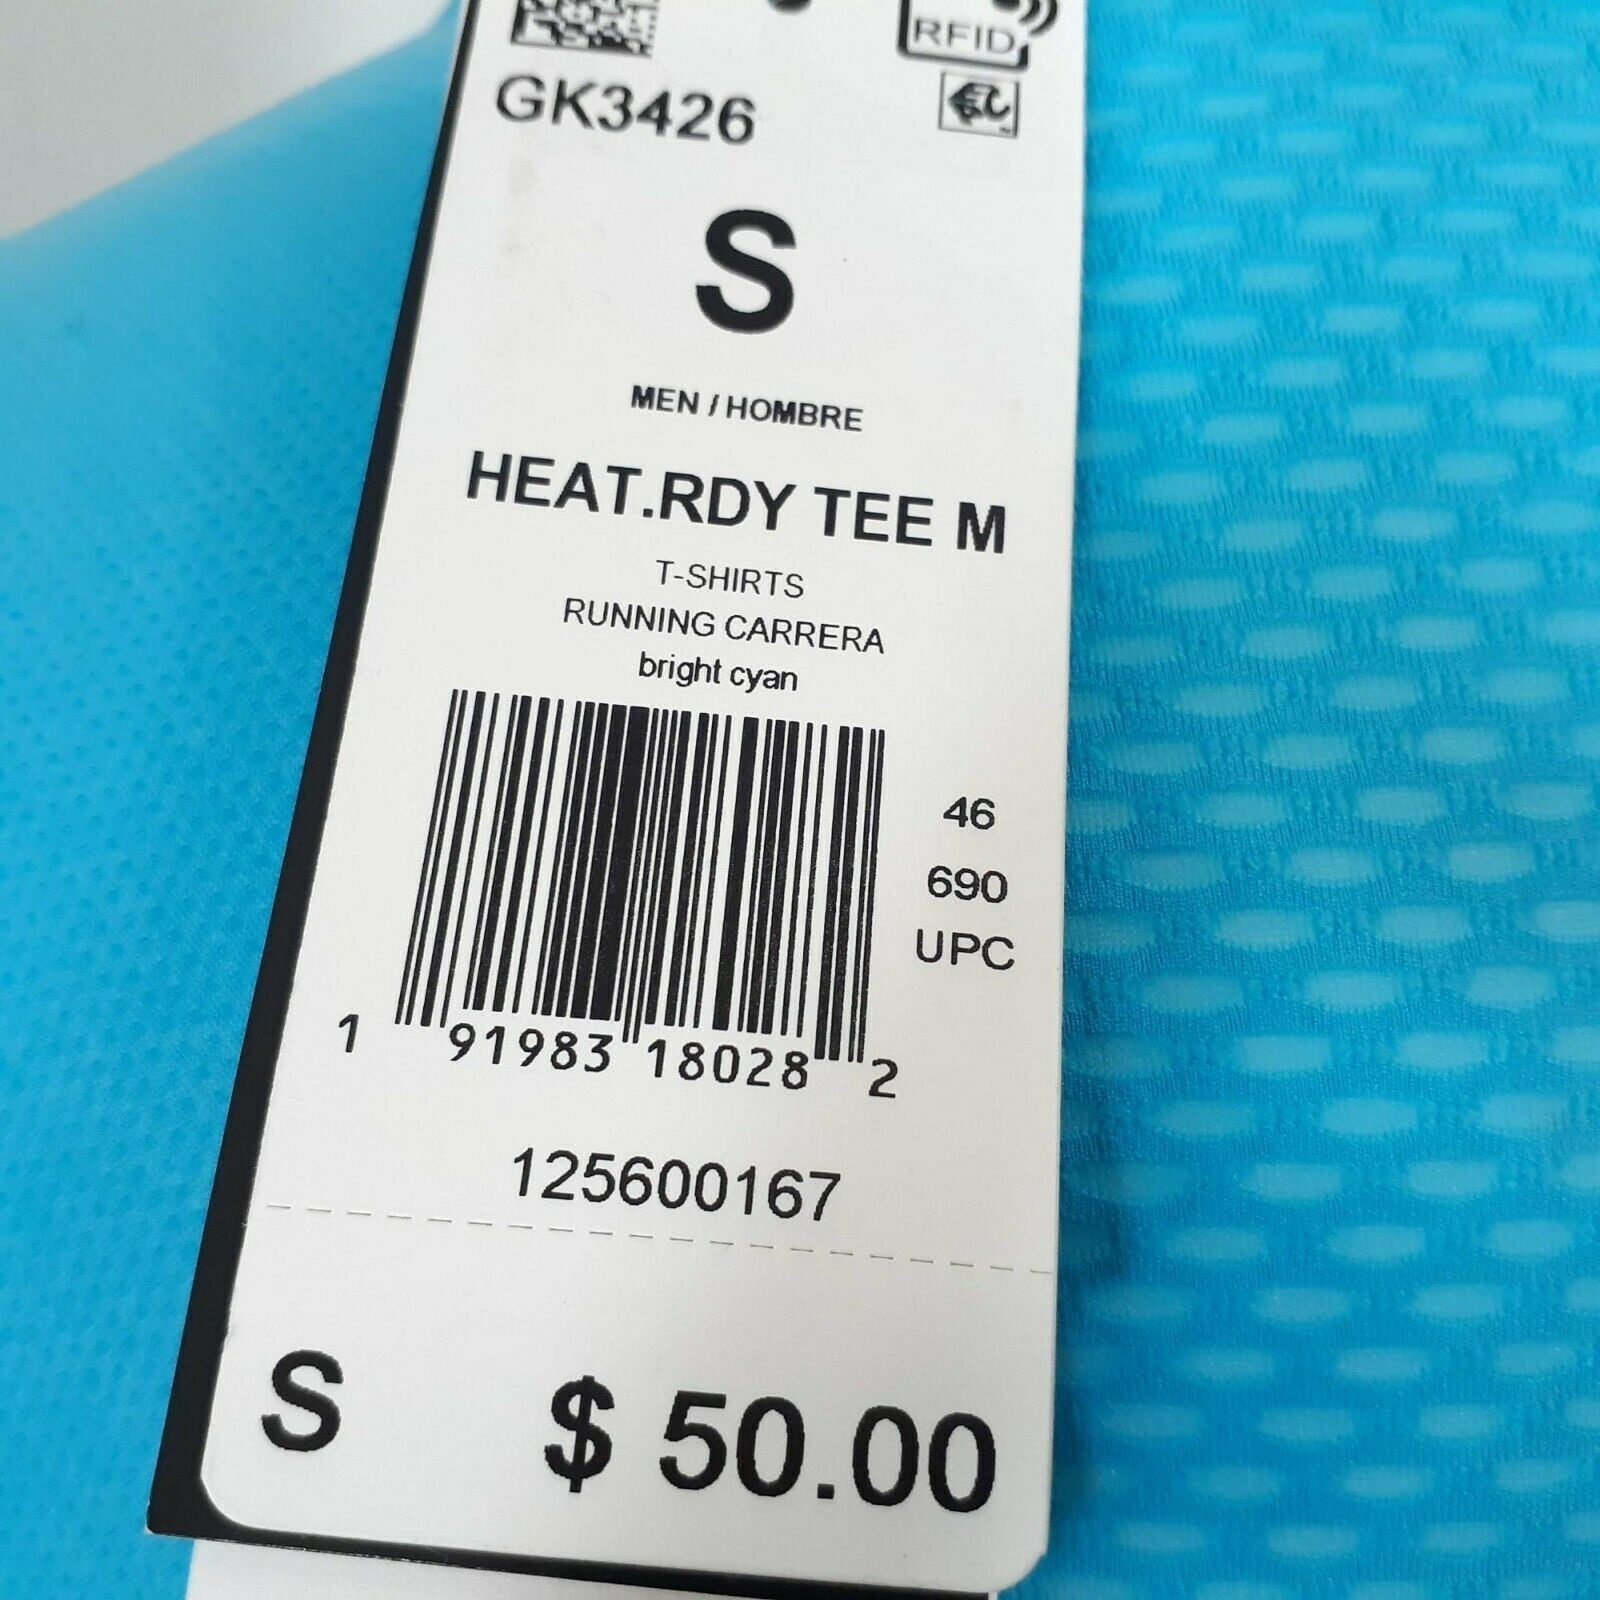 RFID
GK3426
S
MEN / HOMBRE
HEAT.RDY TEE M
T-SHIRTS
RUNNING CARRERA
bright cyan
46
690
UPC
1 91983 18028 2
125600167
S $ 50.00